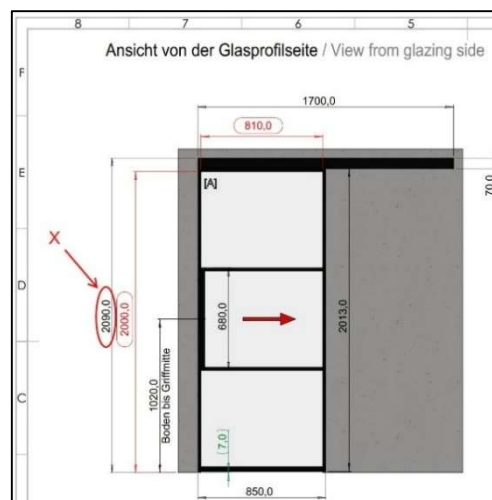 8 7 6 5
Ansicht von der Glasprofilseite / View from glazing side
F
1700,0
810,0
E
70,0
[A]
X
D
2090,0
2000,0
680,0
2013,0
1020,0
Boden bis Griffmitte
C
7,0
850,0